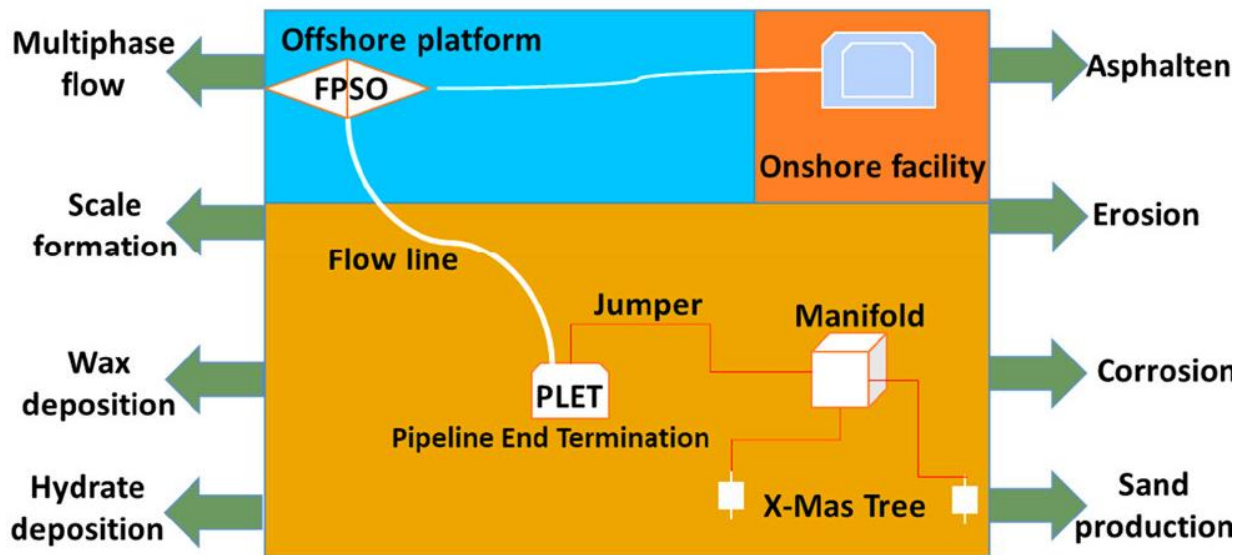 Multiphase
flow
Offshore platform
FPSO
Asphalten
Onshore facility
Scale
formation
Erosion
Flow line
Jumper
Manifold
Wax
deposition
Corrosion
PLET
Pipeline End Termination
Hydrate
deposition
X-Mas Tree
Sand
production